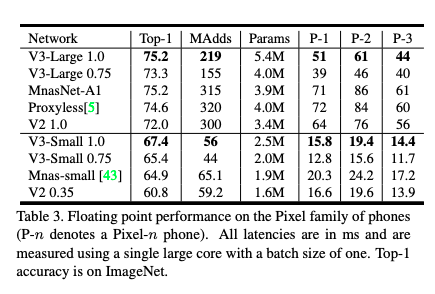 Network Top-1 MAdds Params P-1 P-2 P-3
V3-Large 1.0 75.2 219 5.4M 51 61 44
V3-Large 0.75 73.3 155 4.0M 39 46 40
MnasNet-A1 75.2 315 3.9M 71 86 61
Proxyless[5] 74.6 320 4.0M 72 84 60
V2 1.0 72.0 300 3.4M 64 76 56
V3-Small 1.0 67.4 56 2.5M 15.8 19.4 14.4
V3-Small 0.75 65.4 44 2.0M 12.8 15.6 11.7
Mnas-small [43] 64.9 65.1 1.9M 20.3 24.2 17.2
V2 0.35 60.8 59.2 1.6M 16.6 19.6 13.9
Table 3. Floating point performance on the Pixel family of phones
(P-n denotes a Pixel-n phone). All latencies are in ms and are
measured using a single large core with a batch size of one. Top-1
accuracy is on ImageNet.